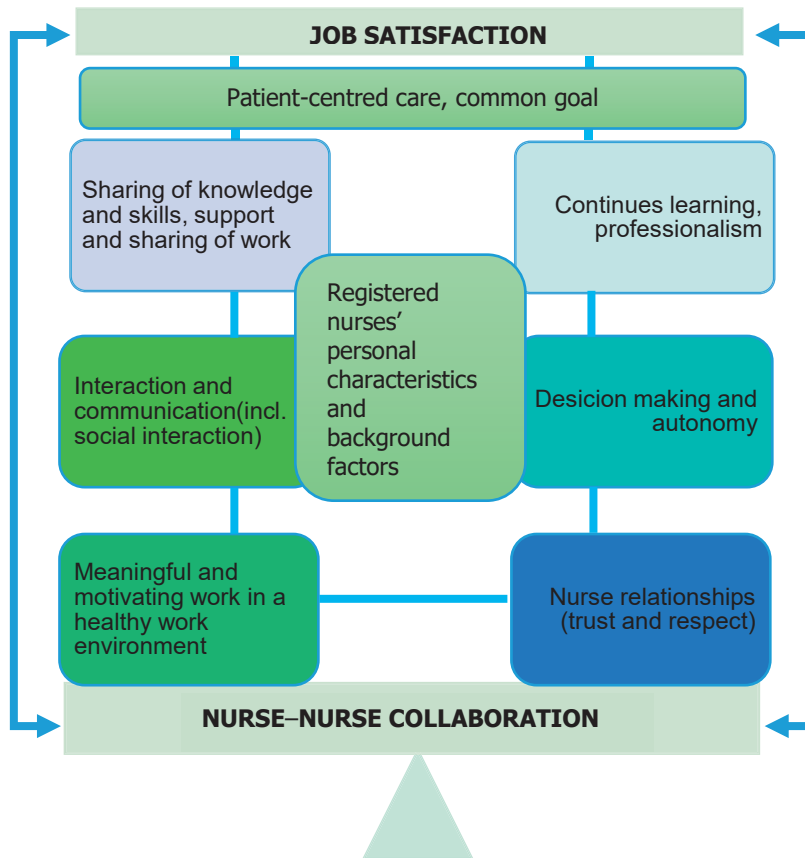 JOB SATISFACTION
Patient-centred care, common goal
Sharing of knowledge
and skills, support
and sharing of work
Continues learning,
professionalism
Registered
nurses’
personal
characteristics
and
background
factors
Interaction and
communication(incl.
social interaction)
Desicion making and
autonomy
Meaningful and
motivating work in a
healthy work
environment
Nurse relationships
(trust and respect)
NURSE–NURSE COLLABORATION